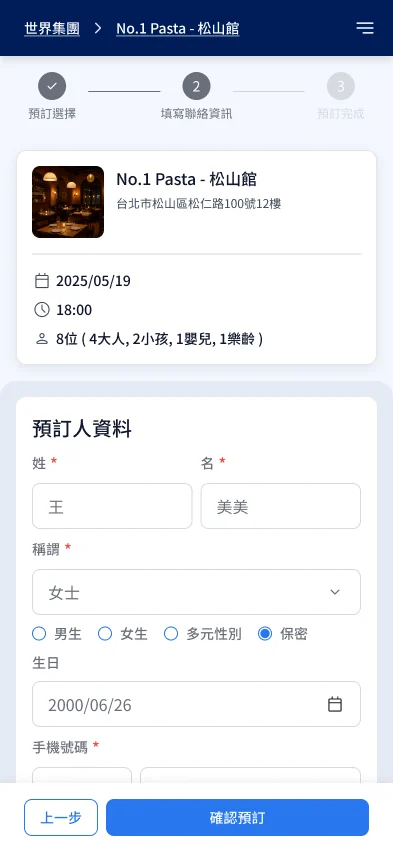 世界集團 > No.1 Pasta - 松山館
2 3
預訂選擇 填寫聯絡資訊 預訂完成
No.1 Pasta - 松山館
台北市松山區松仁路100號12樓
2025/05/19
18:00
8位 ( 4大人, 2小孩, 1嬰兒, 1樂齡 )
預訂人資料
姓 * 名 *
王 美美
稱謂 *
女士
男生 女生 多元性別 保密
生日
2000/06/26
手機號碼 *
上一步 確認預訂